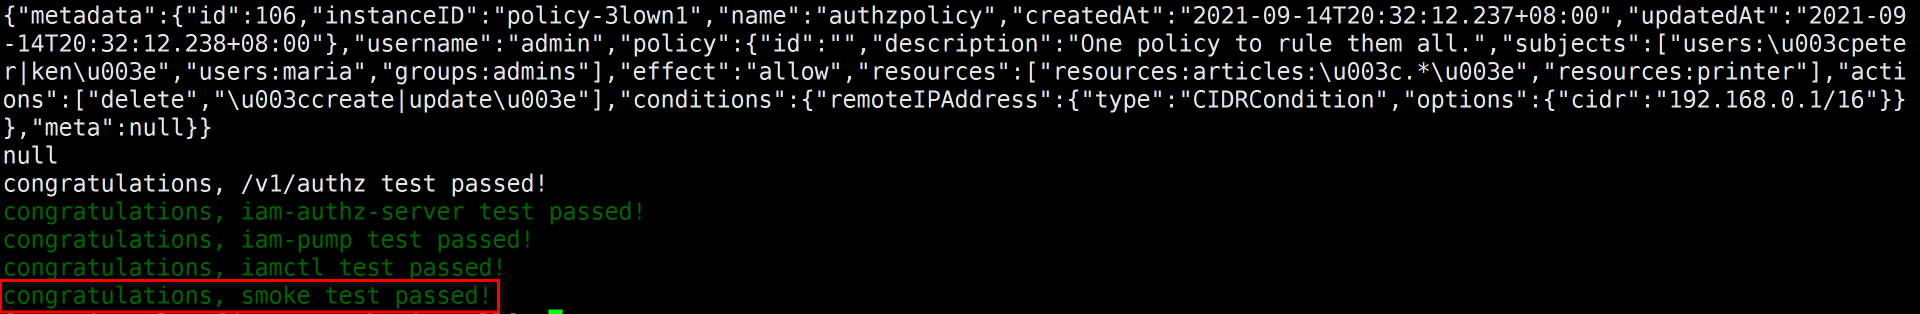 {"metadata":{"id":106,"instanceID":"policy-3lown1","name":"authzpolicy","createdAt":"2021-09-14T20:32:12.237+08:00","updatedAt":"2021-09
-14T20:32:12.238+08:00"},"username":"admin","policy":{"id":"","description":"One policy to rule them all.","subjects":["users:\u003cpete
r|ken\u003e","users:maria","groups:admins"],"effect":"allow","resources":["resources:articles:\u003c.*\u003e","resources:printer"],"acti
ons":["delete","\u003ccreate|update\u003e"],"conditions":{"remoteIPAddress":{"type":"CIDRCondition","options":{"cidr":"192.168.0.1/16"}}
},"meta":null}}
null
congratulations, /v1/authz test passed!
congratulations, iam-authz-server test passed!
congratulations, iam-pump test passed!
congratulations, iamctl test passed!
congratulations, smoke test passed!